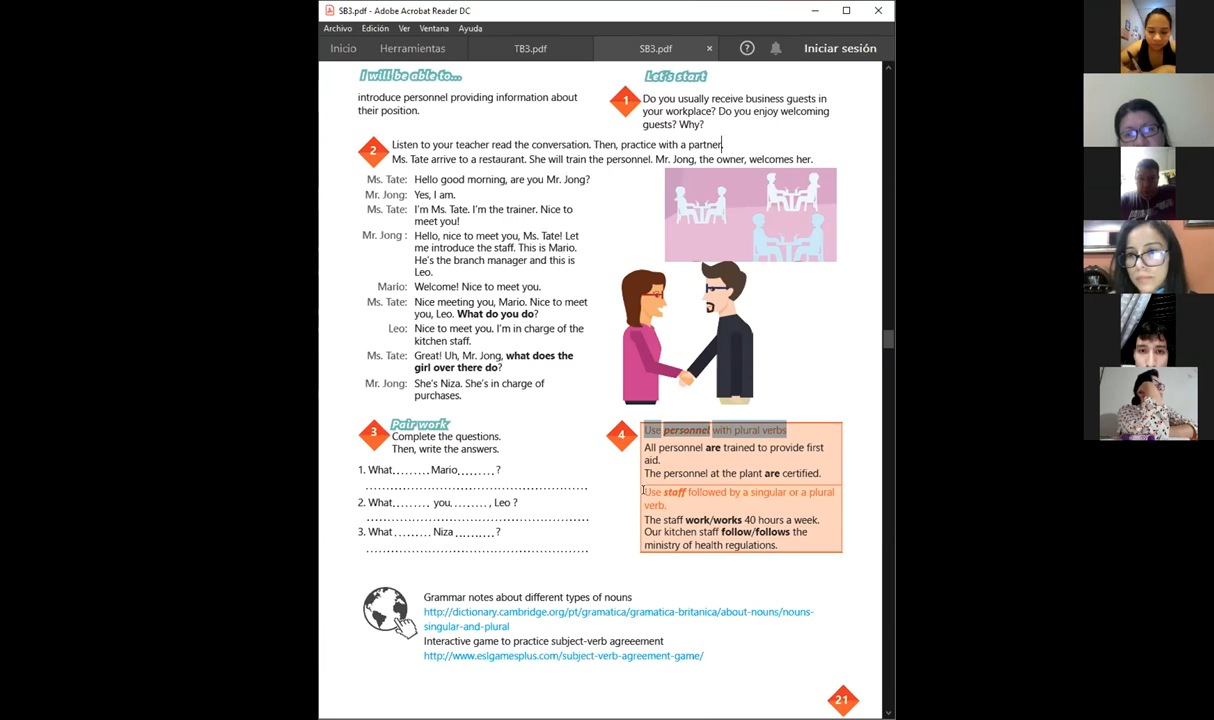 SB3.pdf - Adobe Acrobat Reader DC
Archivo Edición Ver Ventana Ayuda
Inicio Herramientas TB3.pdf SB3.pdf × ? Iniciar sesión
I will be able to...
introduce personnel providing information about
their position.
Let's start
1
Do you usually receive business guests in
your workplace? Do you enjoy welcoming
guests? Why?
2
Listen to your teacher read the conversation. Then, practice with a partner.
Ms. Tate arrive to a restaurant. She will train the personnel. Mr. Jong, the owner, welcomes her.
Ms. Tate: Hello good morning, are you Mr. Jong?
Mr. Jong: Yes, I am.
Ms. Tate: I'm Ms. Tate. I'm the trainer. Nice to
meet you!
Mr. Jong : Hello, nice to meet you, Ms. Tate! Let
me introduce the staff. This is Mario.
He's the branch manager and this is
Leo.
Mario: Welcome! Nice to meet you.
Ms. Tate: Nice meeting you, Mario. Nice to meet
you, Leo. What do you do?
Leo: Nice to meet you. I'm in charge of the
kitchen staff.
Ms. Tate: Great! Uh, Mr. Jong, what does the
girl over there do?
Mr. Jong: She's Niza. She's in charge of
purchases.
3
Pair work
Complete the questions.
Then, write the answers.
1. What......... Mario.........?
2. What......... you.........., Leo ?
3. What ......... Niza ..........?
4
Use personnel with plural verbs
All personnel are trained to provide first
aid.
The personnel at the plant are certified.
Use staff followed by a singular or a plural
verb.
The staff work/works 40 hours a week.
Our kitchen staff follow/follows the
ministry of health regulations.
Grammar notes about different types of nouns
http://dictionary.cambridge.org/pt/gramatica/gramatica-britanica/about-nouns/nouns-
singular-and-plural
Interactive game to practice subject-verb agreeement
http://www.eslgamesplus.com/subject-verb-agreement-game/
21